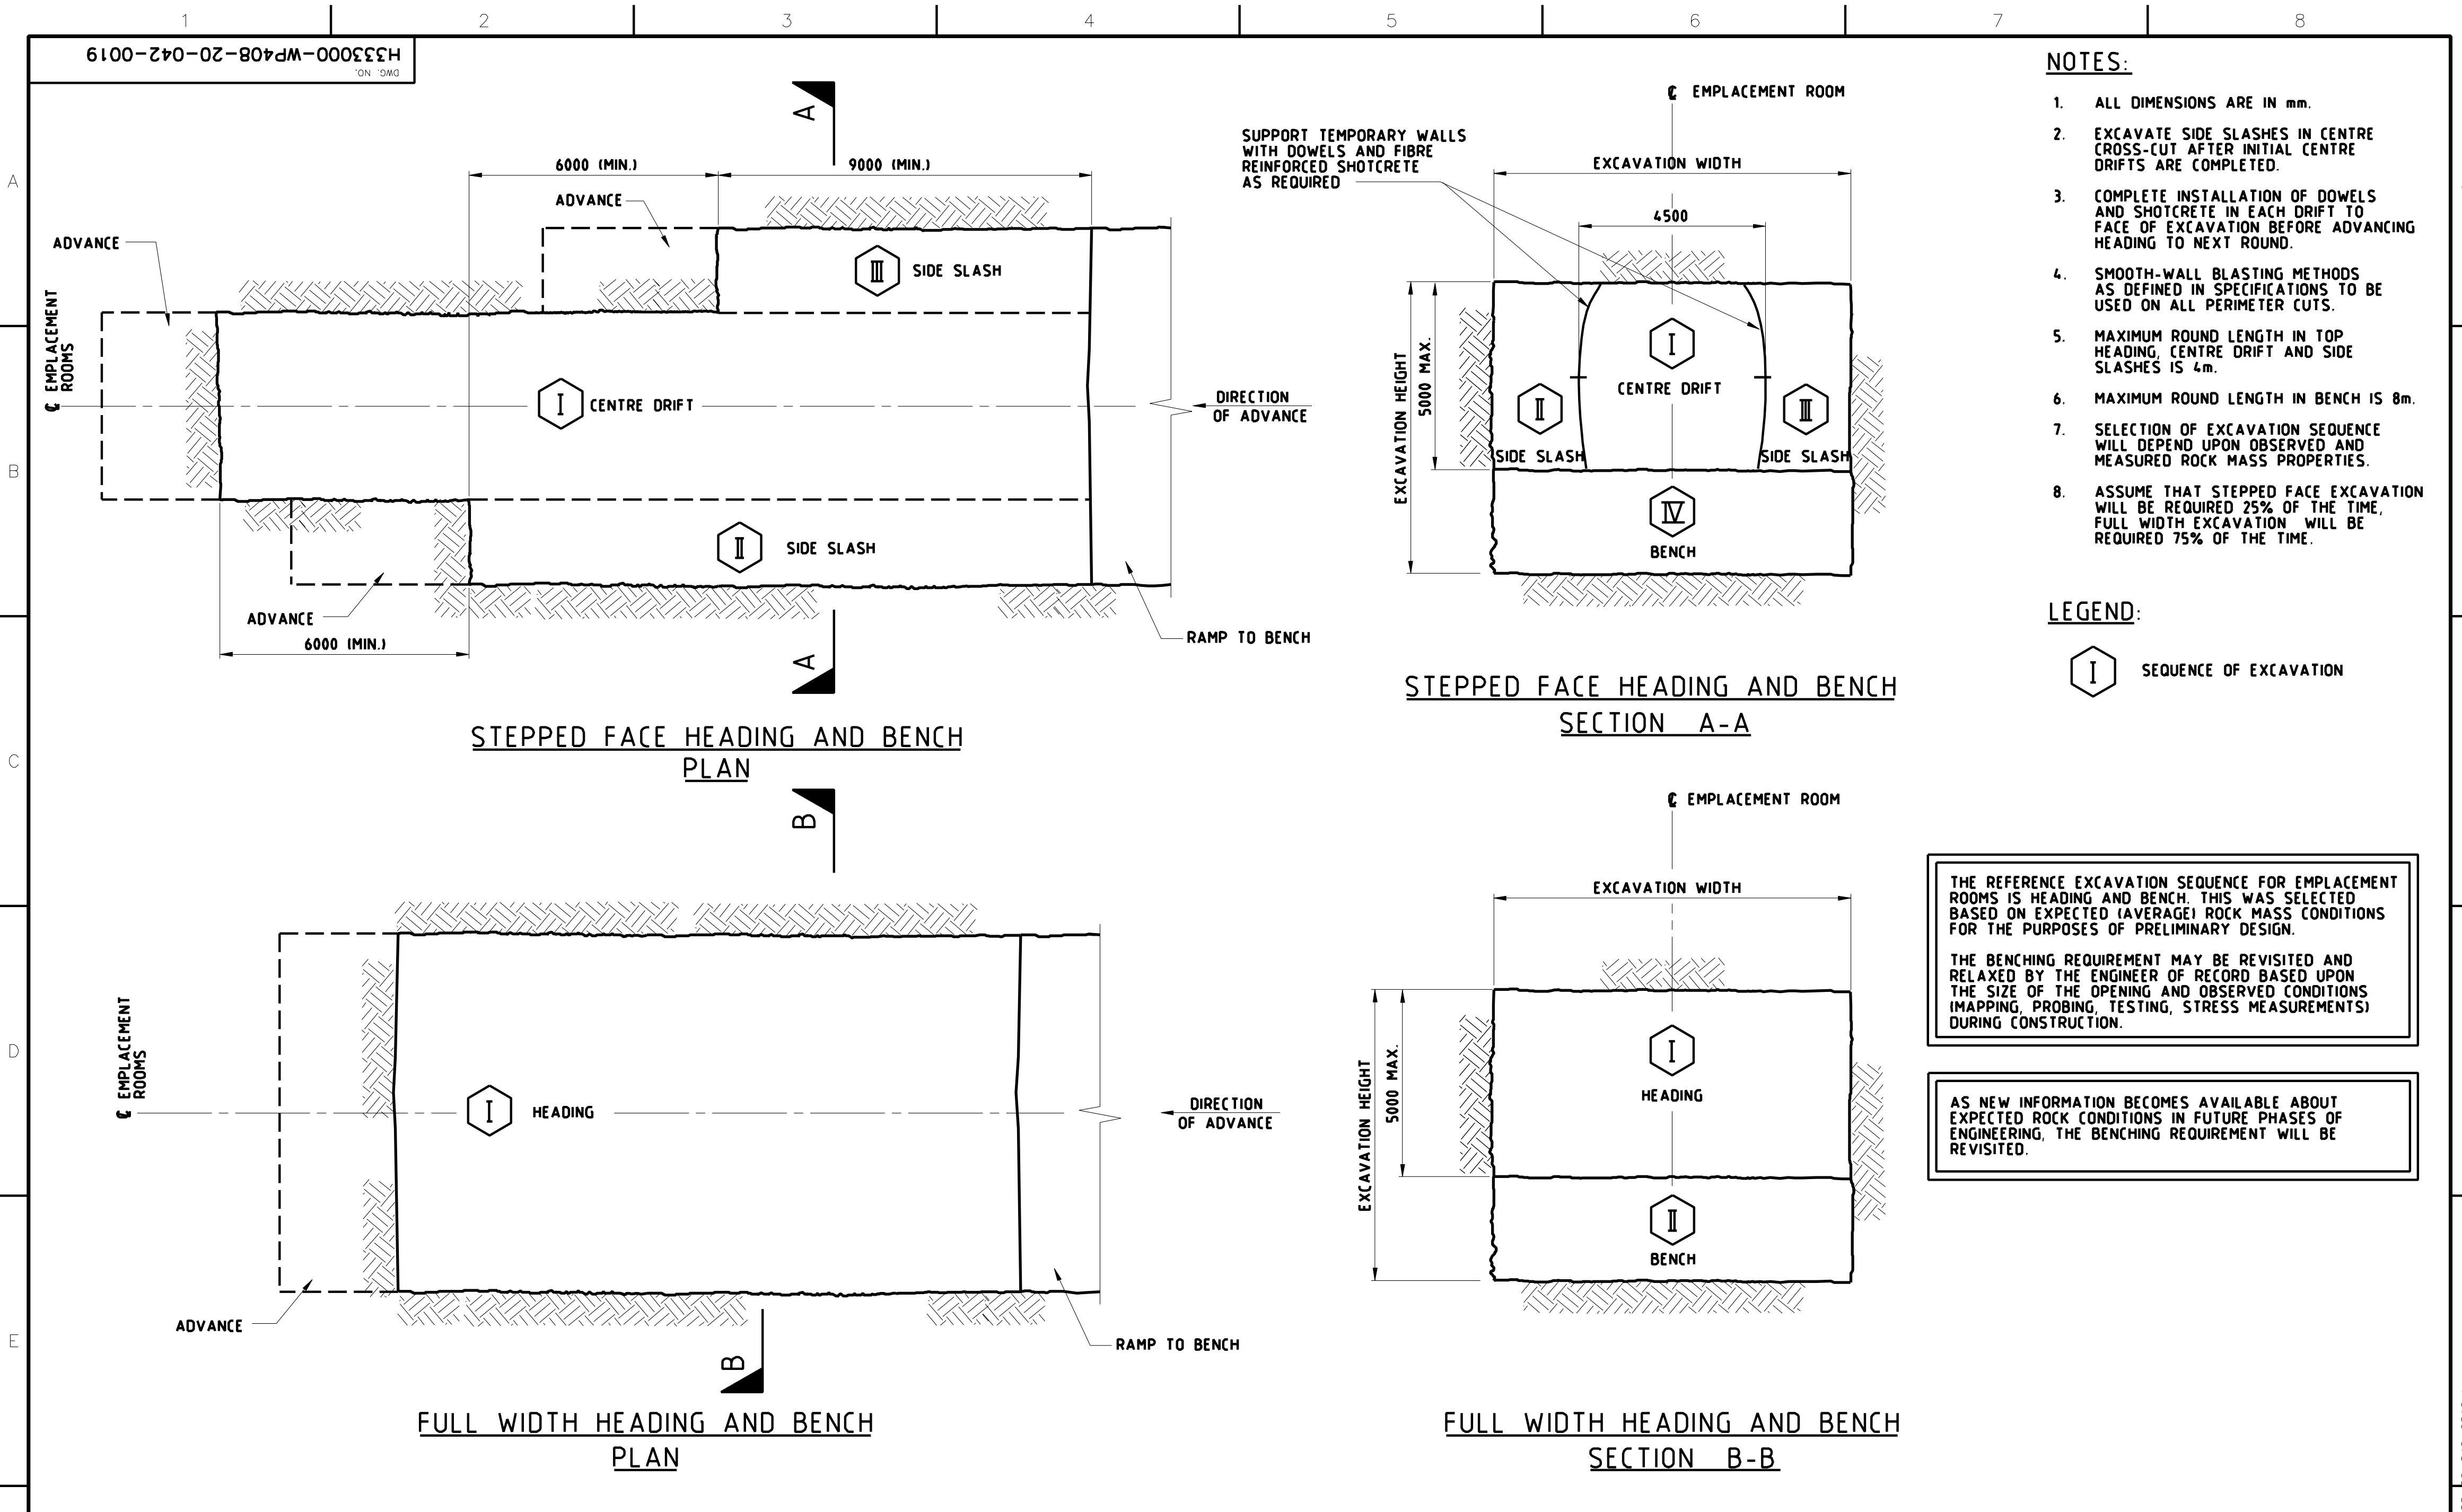 1 2 3 4 5 6 7 8
H333000-WP408-20-042-0019
DWG. NO.
A
B
C
D
E
A
6000 (MIN.)
9000 (MIN.)
ADVANCE
ADVANCE
III
SIDE SLASH
℄ EMPLACEMENT
ROOMS
I
CENTRE DRIFT
DIRECTION
OF ADVANCE
II
SIDE SLASH
ADVANCE
6000 (MIN.)
RAMP TO BENCH
A
STEPPED FACE HEADING AND BENCH
PLAN
℄ EMPLACEMENT ROOM
SUPPORT TEMPORARY WALLS
WITH DOWELS AND FIBRE
REINFORCED SHOTCRETE
AS REQUIRED
EXCAVATION WIDTH
4500
EXCAVATION HEIGHT
5000 MAX.
I
CENTRE DRIFT
II
III
SIDE SLASH
SIDE SLASH
IV
BENCH
STEPPED FACE HEADING AND BENCH
SECTION A-A
NOTES:
1. ALL DIMENSIONS ARE IN mm.
2. EXCAVATE SIDE SLASHES IN CENTRE
CROSS-CUT AFTER INITIAL CENTRE
DRIFTS ARE COMPLETED.
3. COMPLETE INSTALLATION OF DOWELS
AND SHOTCRETE IN EACH DRIFT TO
FACE OF EXCAVATION BEFORE ADVANCING
HEADING TO NEXT ROUND.
4. SMOOTH-WALL BLASTING METHODS
AS DEFINED IN SPECIFICATIONS TO BE
USED ON ALL PERIMETER CUTS.
5. MAXIMUM ROUND LENGTH IN TOP
HEADING, CENTRE DRIFT AND SIDE
SLASHES IS 4m.
6. MAXIMUM ROUND LENGTH IN BENCH IS 8m.
7. SELECTION OF EXCAVATION SEQUENCE
WILL DEPEND UPON OBSERVED AND
MEASURED ROCK MASS PROPERTIES.
8. ASSUME THAT STEPPED FACE EXCAVATION
WILL BE REQUIRED 25% OF THE TIME,
FULL WIDTH EXCAVATION WILL BE
REQUIRED 75% OF THE TIME.
LEGEND:
I SEQUENCE OF EXCAVATION
B
℄ EMPLACEMENT
ROOMS
I
HEADING
DIRECTION
OF ADVANCE
ADVANCE
RAMP TO BENCH
B
FULL WIDTH HEADING AND BENCH
PLAN
℄ EMPLACEMENT ROOM
EXCAVATION WIDTH
EXCAVATION HEIGHT
5000 MAX.
I
HEADING
II
BENCH
FULL WIDTH HEADING AND BENCH
SECTION B-B
THE REFERENCE EXCAVATION SEQUENCE FOR EMPLACEMENT
ROOMS IS HEADING AND BENCH. THIS WAS SELECTED
BASED ON EXPECTED (AVERAGE) ROCK MASS CONDITIONS
FOR THE PURPOSES OF PRELIMINARY DESIGN.
THE BENCHING REQUIREMENT MAY BE REVISITED AND
RELAXED BY THE ENGINEER OF RECORD BASED UPON
THE SIZE OF THE OPENING AND OBSERVED CONDITIONS
(MAPPING, PROBING, TESTING, STRESS MEASUREMENTS)
DURING CONSTRUCTION.
AS NEW INFORMATION BECOMES AVAILABLE ABOUT
EXPECTED ROCK CONDITIONS IN FUTURE PHASES OF
ENGINEERING, THE BENCHING REQUIREMENT WILL BE
REVISITED.